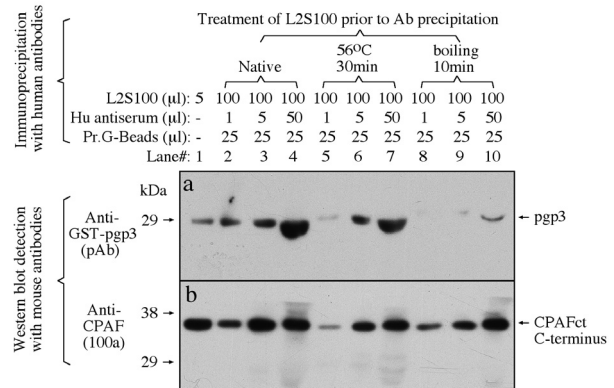 Treatment of L2S100 prior to Ab precipitation
Immunoprecipitation
with human antibodies
Native
56ºC
30min
boiling
10min
L2S100 (µl): 5 100 100 100 100 100 100 100 100 100
Hu antiserum (µl): - 1 5 50 1 5 50 1 5 50
Pr.G-Beads (µl): - 25 25 25 25 25 25 25 25 25
Lane#: 1 2 3 4 5 6 7 8 9 10
Western blot detection
with mouse antibodies
kDa
a
Anti-
GST-pgp3
(pAb)
29
pgp3
b
Anti-
CPAF
(100a)
38
29
CPAFct
C-terminus